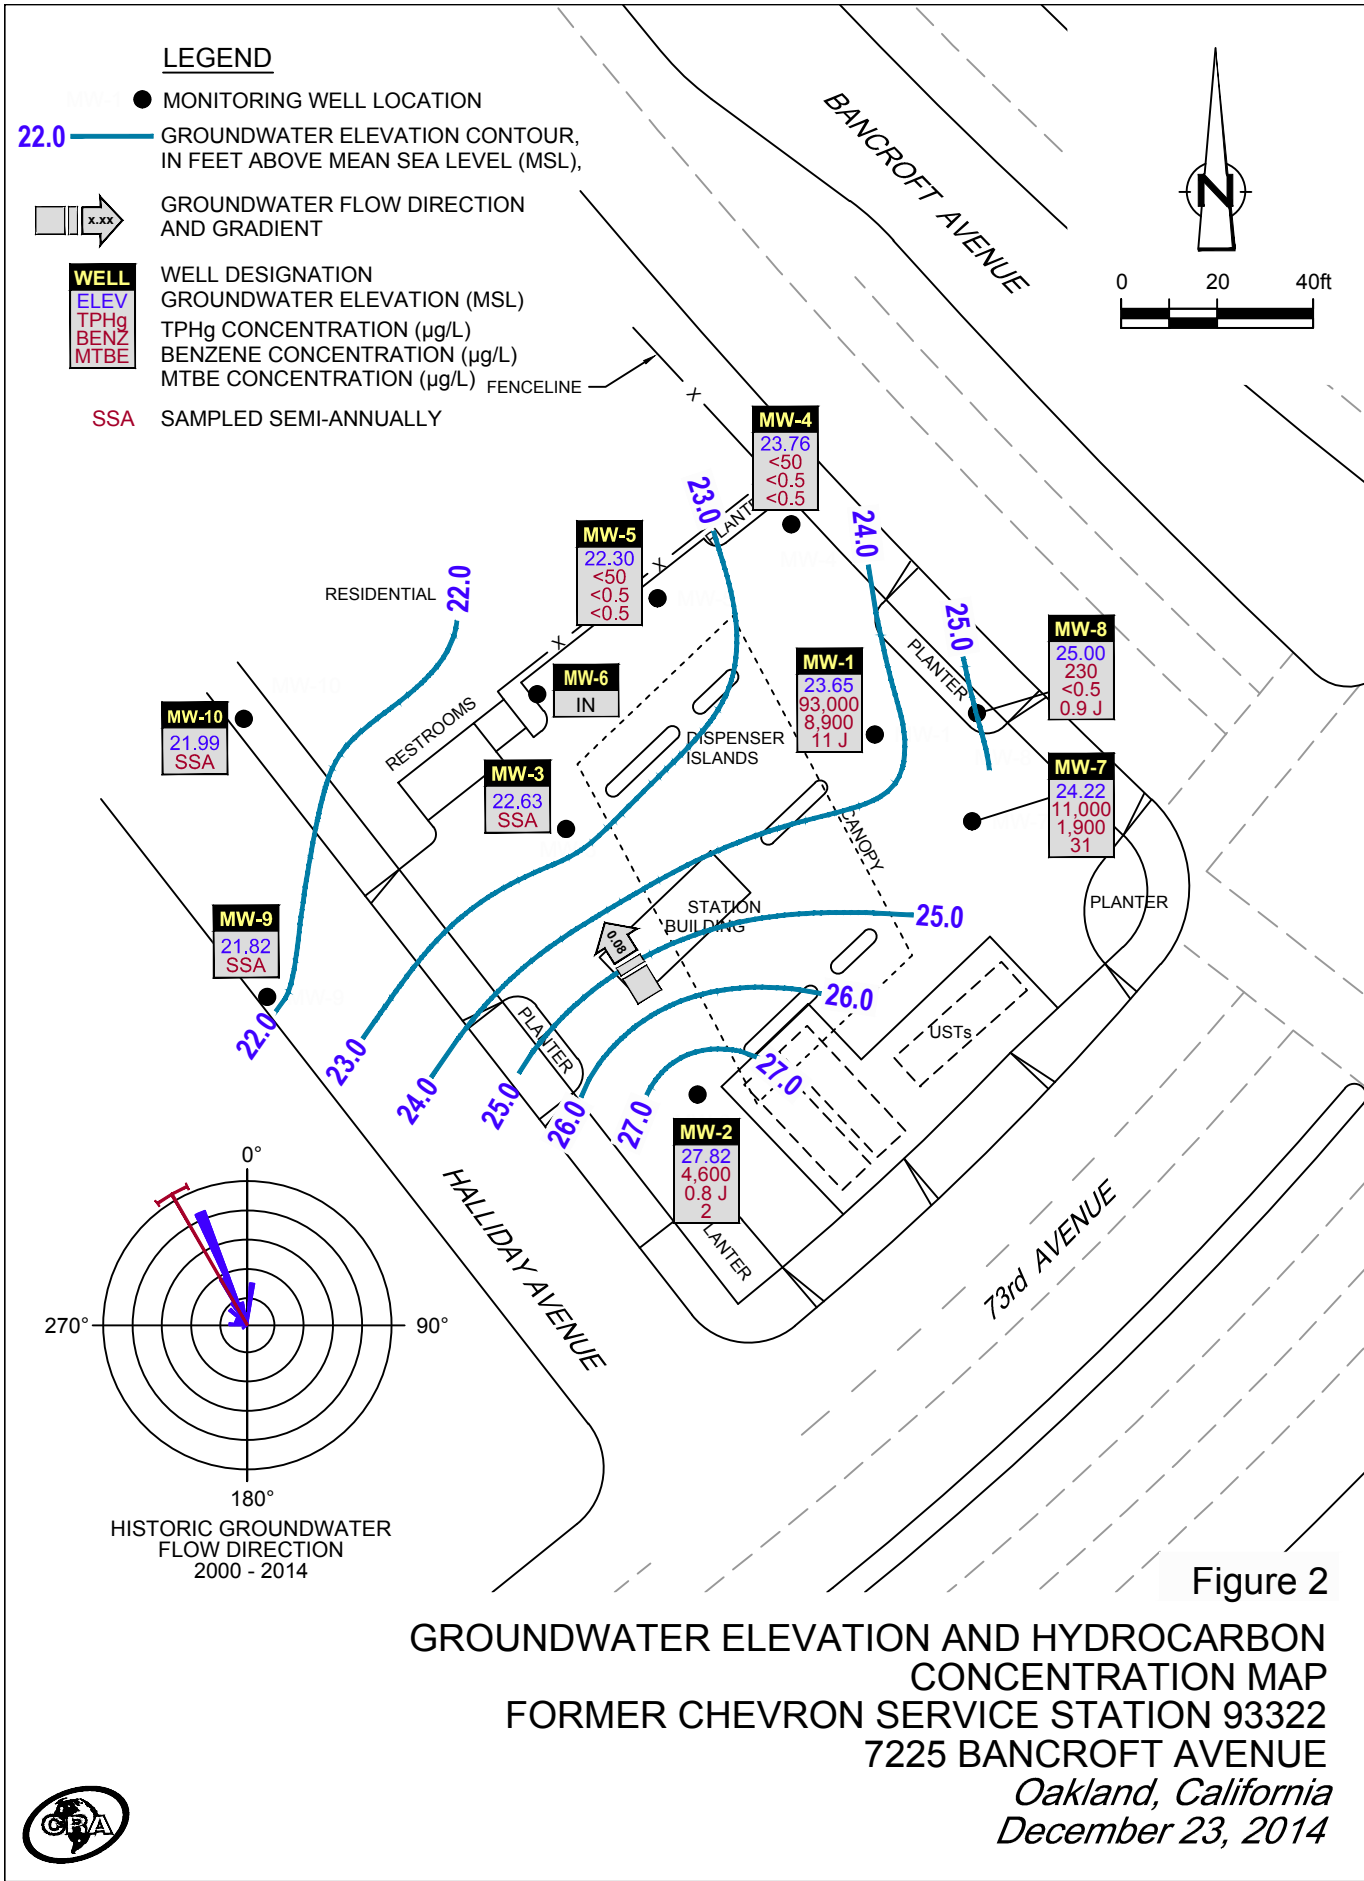 LEGEND
MONITORING WELL LOCATION
22.0
GROUNDWATER ELEVATION CONTOUR,
IN FEET ABOVE MEAN SEA LEVEL (MSL),
x.xx
GROUNDWATER FLOW DIRECTION
AND GRADIENT
WELL
ELEV
TPHg
BENZ
MTBE
WELL DESIGNATION
GROUNDWATER ELEVATION (MSL)
TPHg CONCENTRATION (µg/L)
BENZENE CONCENTRATION (µg/L)
MTBE CONCENTRATION (µg/L)
SSA
SAMPLED SEMI-ANNUALLY
FENCELINE
X
BANCROFT AVENUE
N
0 20 40ft
MW-4
23.76
<50
<0.5
<0.5
23.0
24.0
MW-5
22.30
<50
<0.5
<0.5
X
X
RESIDENTIAL
22.0
25.0
PLANTER
MW-8
25.00
230
<0.5
0.9 J
MW-1
23.65
93,000
8,900
11 J
MW-6
IN
MW-10
21.99
SSA
RESTROOMS
DISPENSER
ISLANDS
MW-3
22.63
SSA
MW-7
24.22
11,000
1,900
31
CANOPY
PLANTER
STATION
BUILDING
25.0
MW-9
21.82
SSA
0.08
26.0
USTs
22.0
23.0
24.0
25.0
26.0
27.0
27.0
PLANTER
MW-2
27.82
4,600
0.8 J
2
LANTER
HALLIDAY AVENUE
73rd AVENUE
0°
270°
90°
180°
HISTORIC GROUNDWATER
FLOW DIRECTION
2000 - 2014
Figure 2
GROUNDWATER ELEVATION AND HYDROCARBON
CONCENTRATION MAP
FORMER CHEVRON SERVICE STATION 93322
7225 BANCROFT AVENUE
Oakland, California
December 23, 2014
CRA